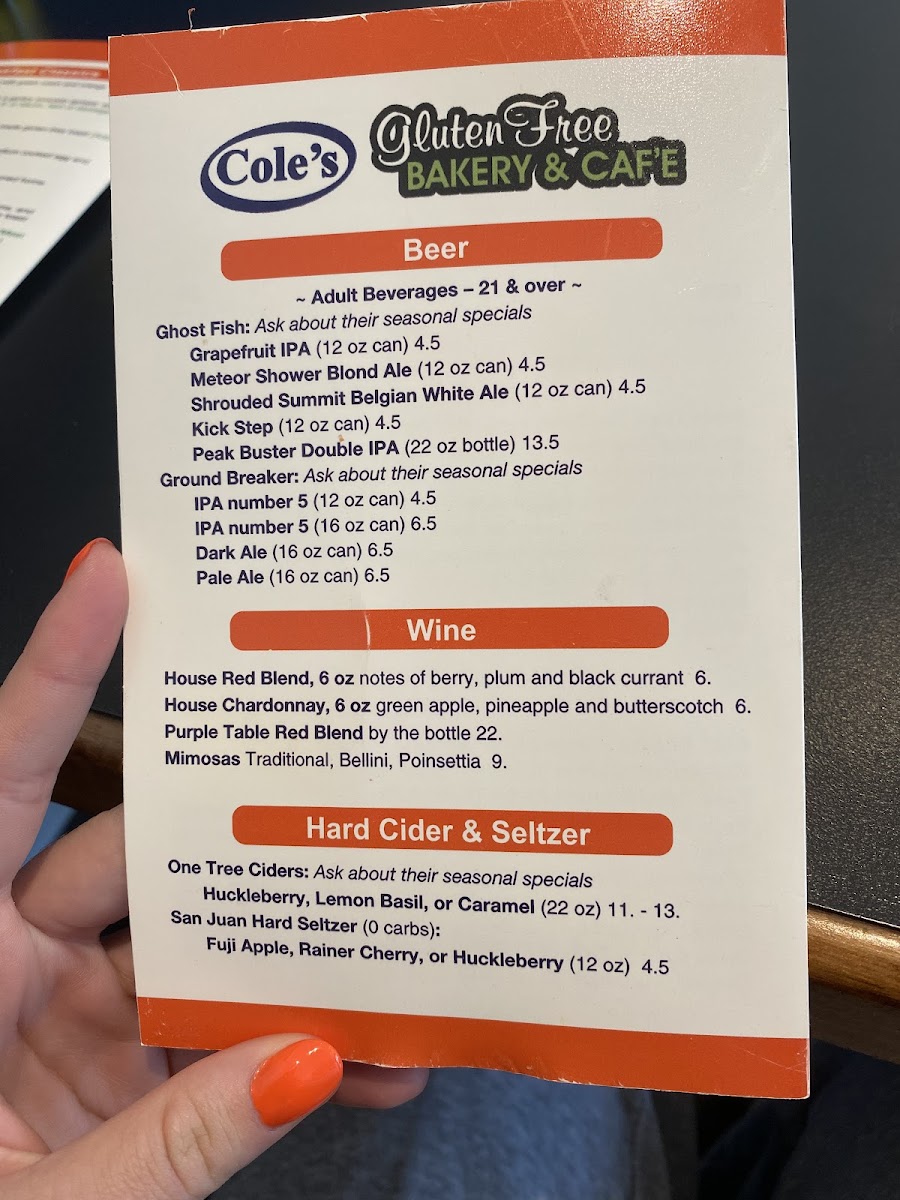 Cole's
Gluten Free
BAKERY & CAF'E
Beer
~ Adult Beverages – 21 & over ~
Ghost Fish: Ask about their seasonal specials
Grapefruit IPA (12 oz can) 4.5
Meteor Shower Blond Ale (12 oz can) 4.5
Shrouded Summit Belgian White Ale (12 oz can) 4.5
Kick Step (12 oz can) 4.5
Peak Buster Double IPA (22 oz bottle) 13.5
Ground Breaker: Ask about their seasonal specials
IPA number 5 (12 oz can) 4.5
IPA number 5 (16 oz can) 6.5
Dark Ale (16 oz can) 6.5
Pale Ale (16 oz can) 6.5
Wine
House Red Blend, 6 oz notes of berry, plum and black currant 6.
House Chardonnay, 6 oz green apple, pineapple and butterscotch 6.
Purple Table Red Blend by the bottle 22.
Mimosas Traditional, Bellini, Poinsettia 9.
Hard Cider & Seltzer
One Tree Ciders: Ask about their seasonal specials
Huckleberry, Lemon Basil, or Caramel (22 oz) 11. - 13.
San Juan Hard Seltzer (0 carbs):
Fuji Apple, Rainer Cherry, or Huckleberry (12 oz) 4.5